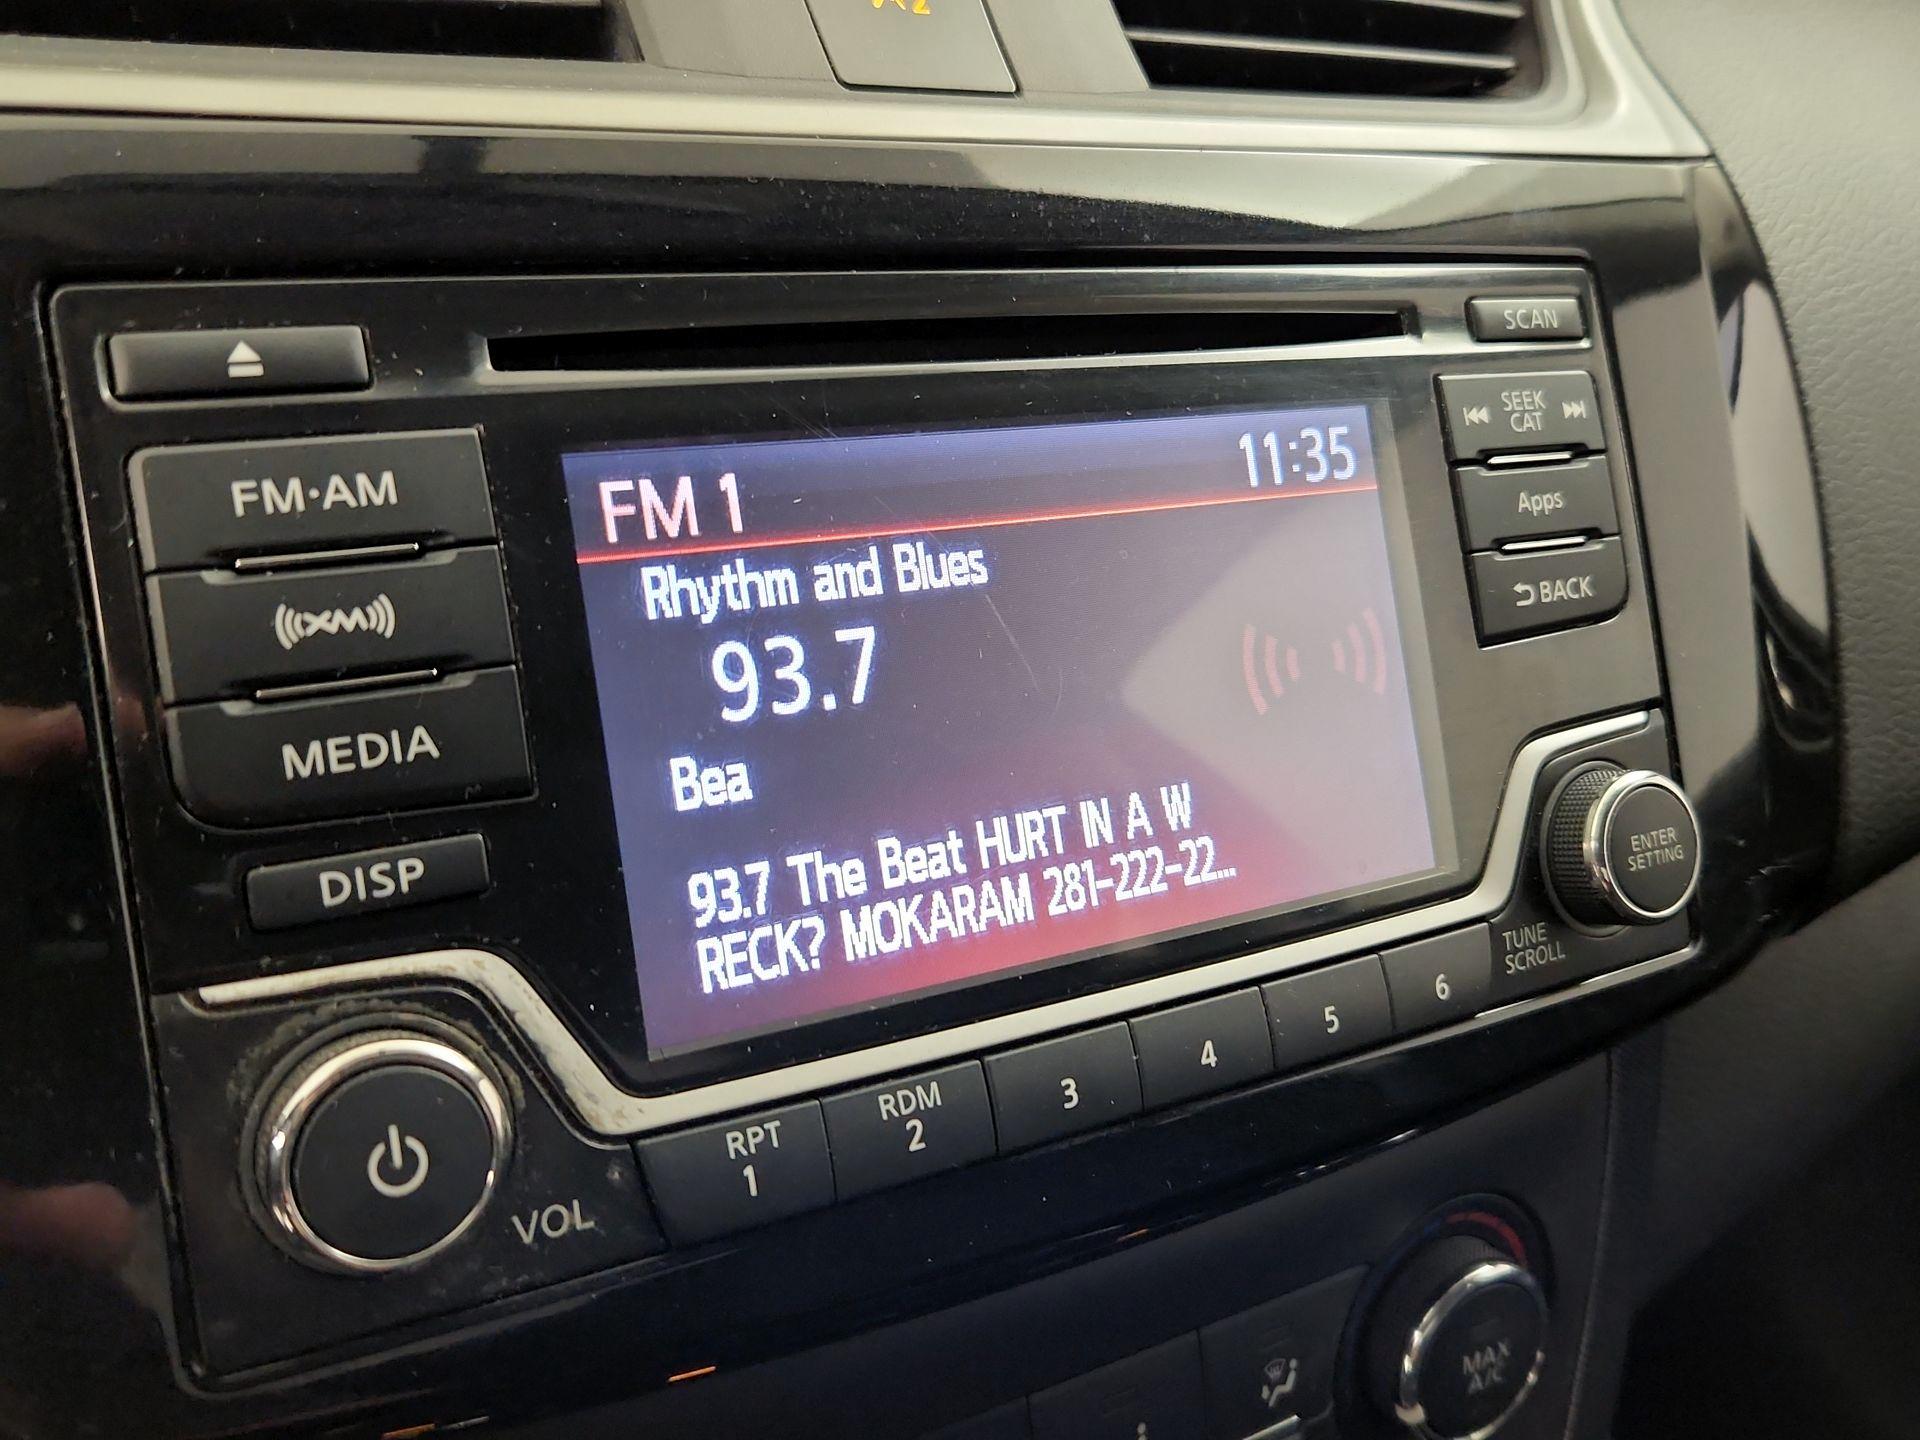 SCAN
SEEK
CAT
FM·AM
FM 1
11:35
Apps
Rhythm and Blues
BACK
XM
93.7
MEDIA
Bea
ENTER
SETTING
93.7 The Beat HURT IN A W
RECK? MOKARAM 281-222-22...
DISP
TUNE
SCROLL
6
5
4
3
RDM
2
RPT
1
VOL
MAX
A/C